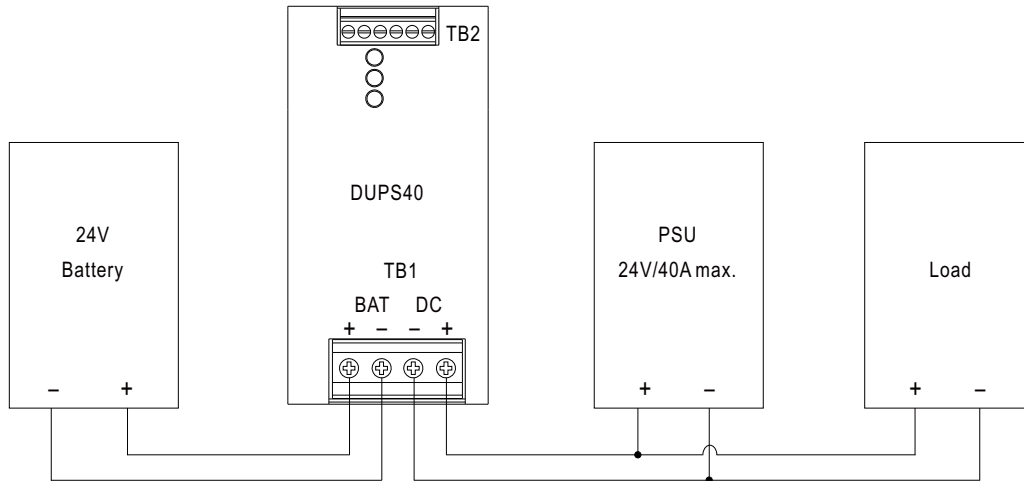 TB2
DUPS40
24V
Battery
PSU
24V/40A max.
Load
TB1
BAT DC
+ − − +
− +
+ −
+ −